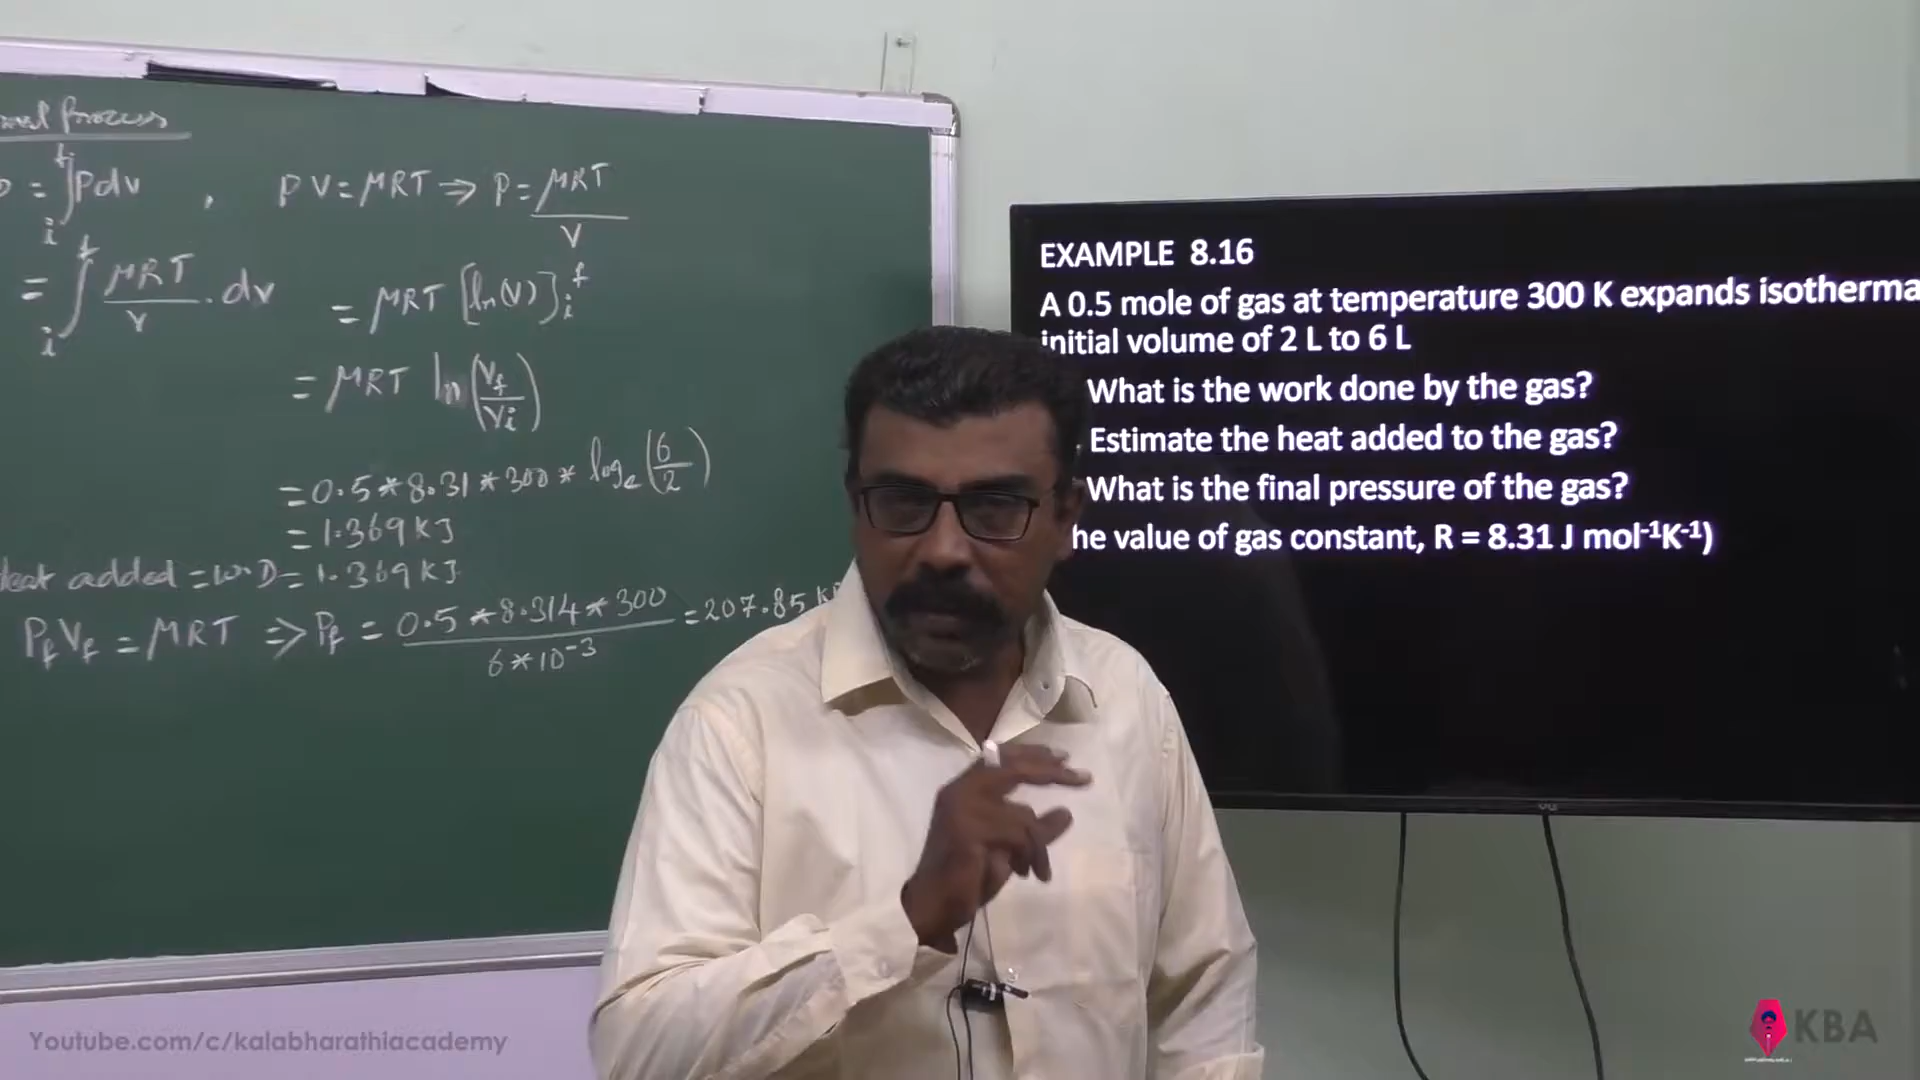 Process
= ∫ Pdv , PV = μRT ⇒ P = μRT / V
= ∫ μRT / V . dv = μRT [ln(V)]
= μRT ln (Vf / Vi)
= 0.5 * 8.31 * 300 * loge (6/2)
= 1.369 KJ
added = W.D = 1.369 KJ
PfVf = μRT ⇒ Pf = 0.5 * 8.314 * 300 / 6 * 10-3 = 207.85
EXAMPLE 8.16
A 0.5 mole of gas at temperature 300 K expands isotherma
initial volume of 2 L to 6 L
What is the work done by the gas?
Estimate the heat added to the gas?
What is the final pressure of the gas?
he value of gas constant, R = 8.31 J mol-1K-1)
Youtube.com/c/kalabharathiacademy
KBA